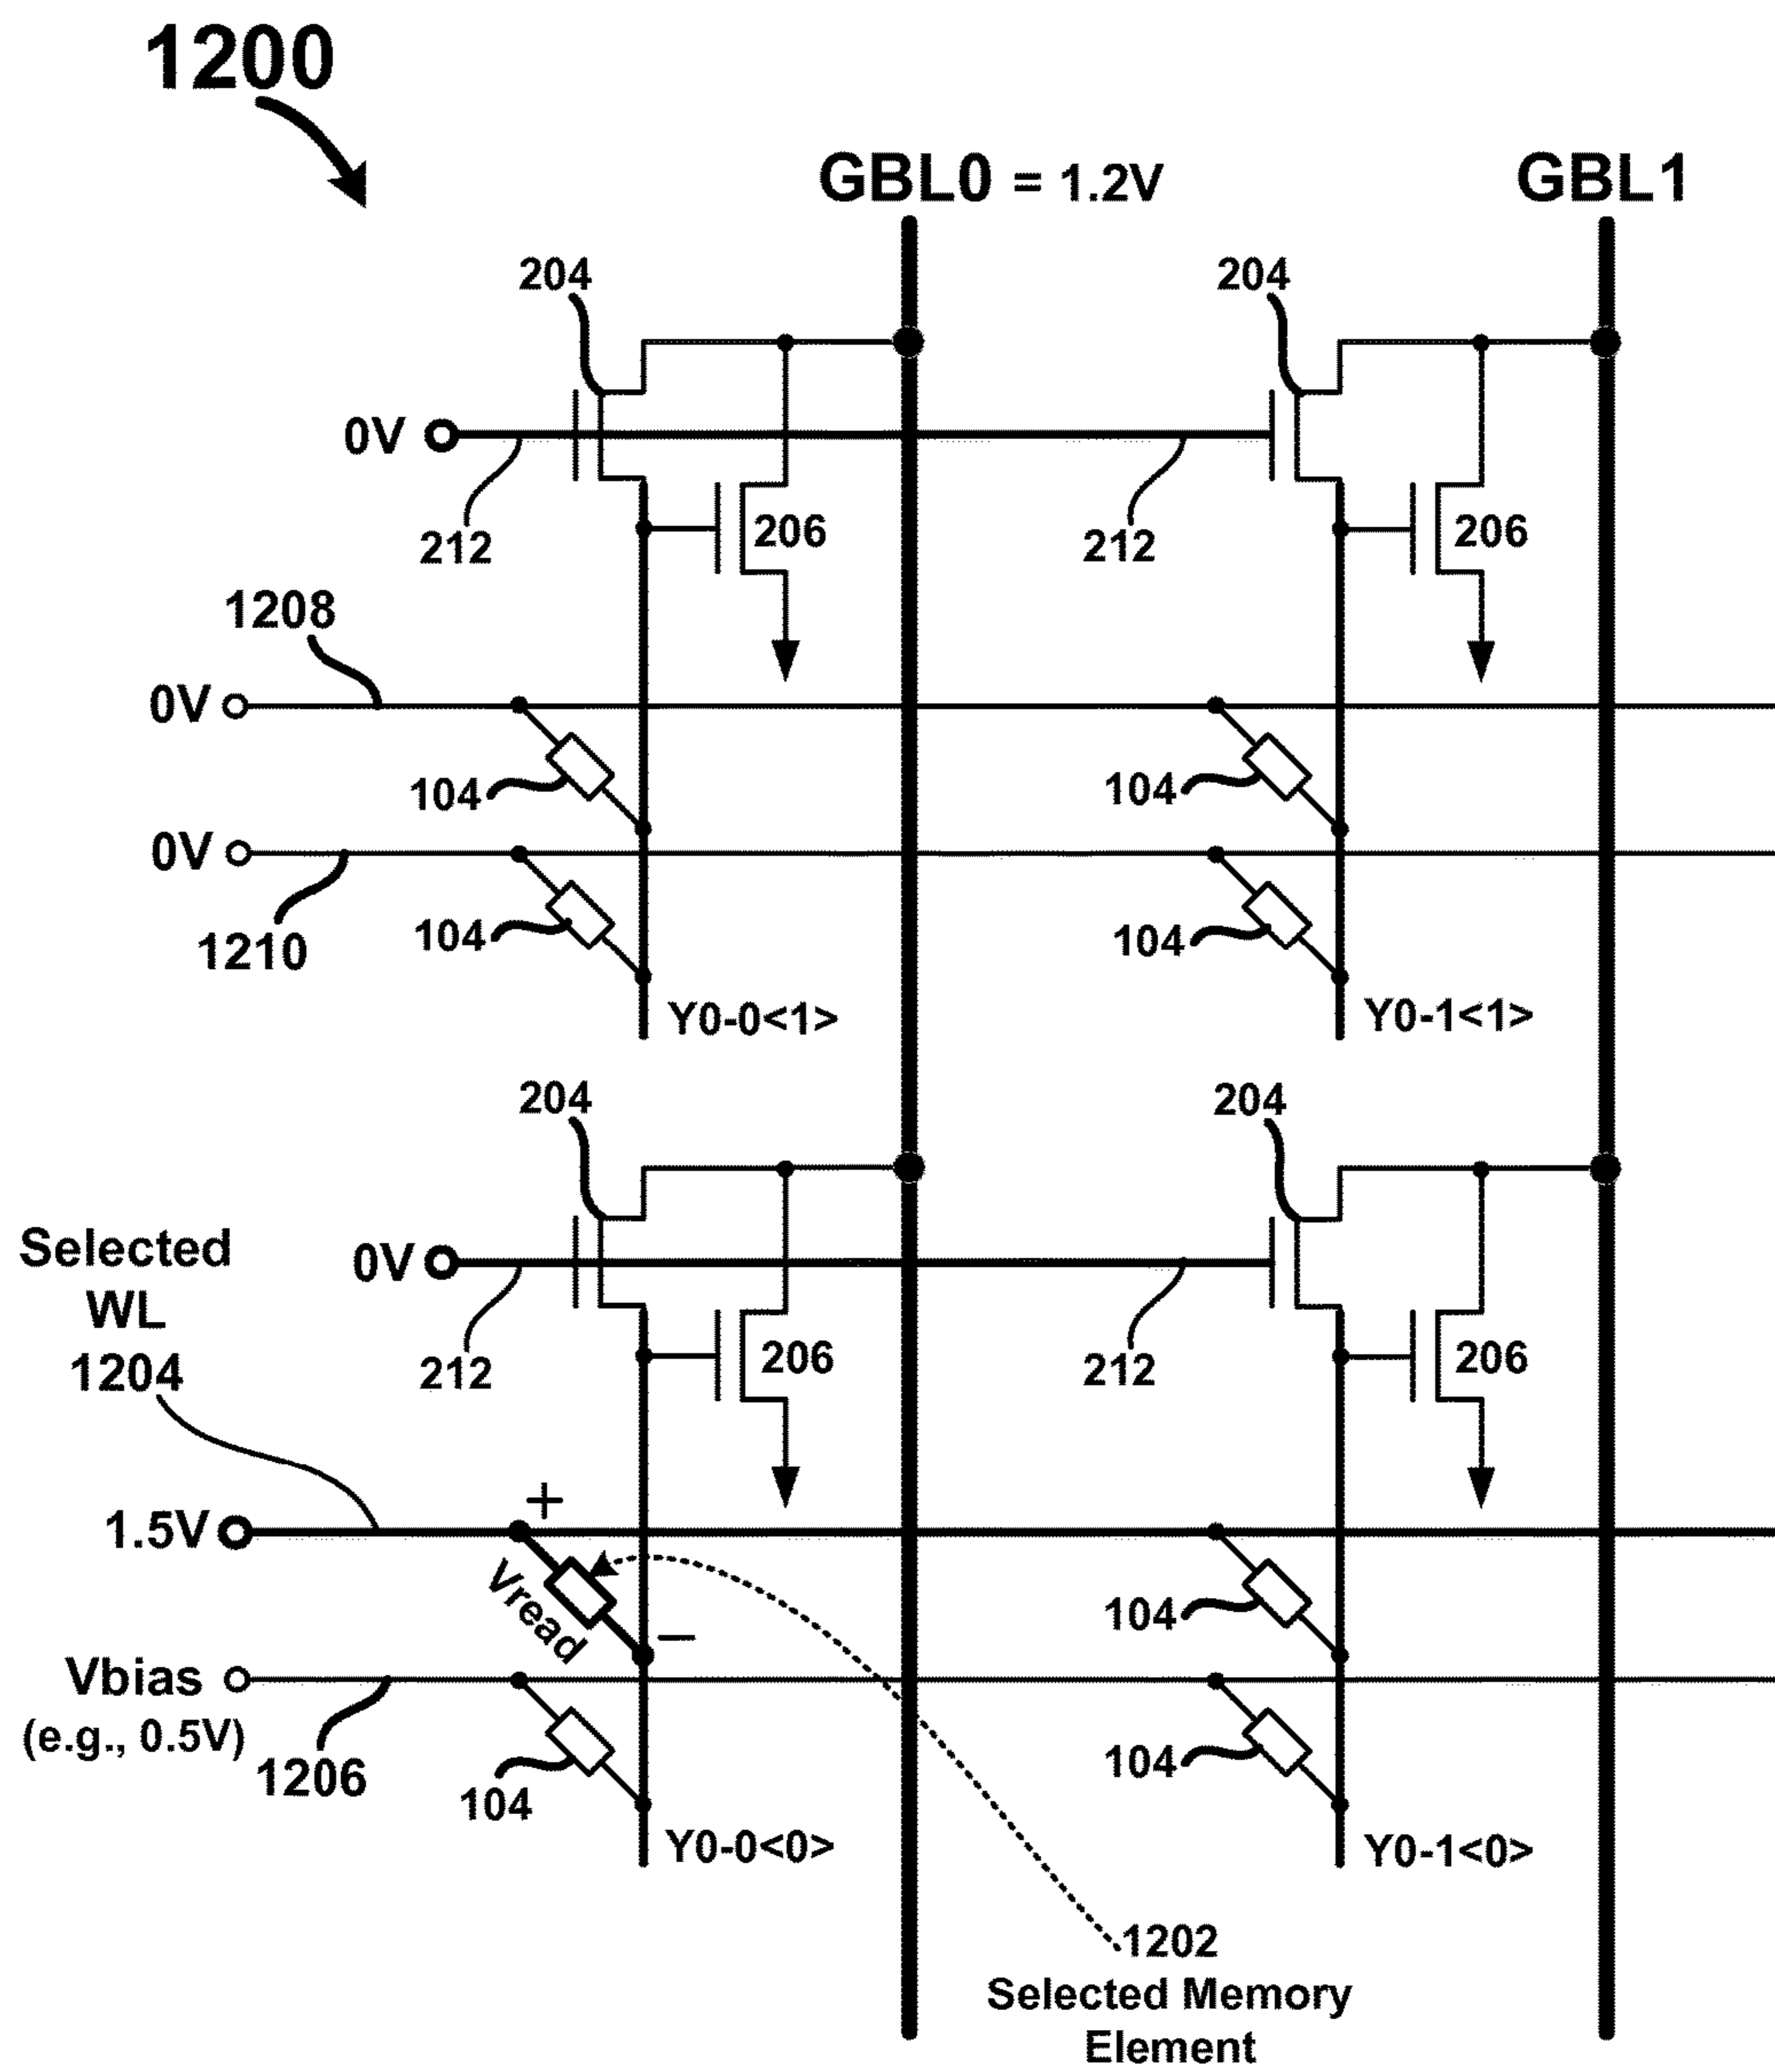 1200
GBL0 = 1.2V
GBL1
204
204
0V
212
212
206
206
1208
0V
104
104
0V
1210
104
104
Y0-0<1>
Y0-1<1>
204
204
Selected
WL
1204
0V
212
212
206
206
+
1.5V
Vread
−
104
Vbias
(e.g., 0.5V)
1206
104
104
Y0-0<0>
Y0-1<0>
1202
Selected Memory
Element